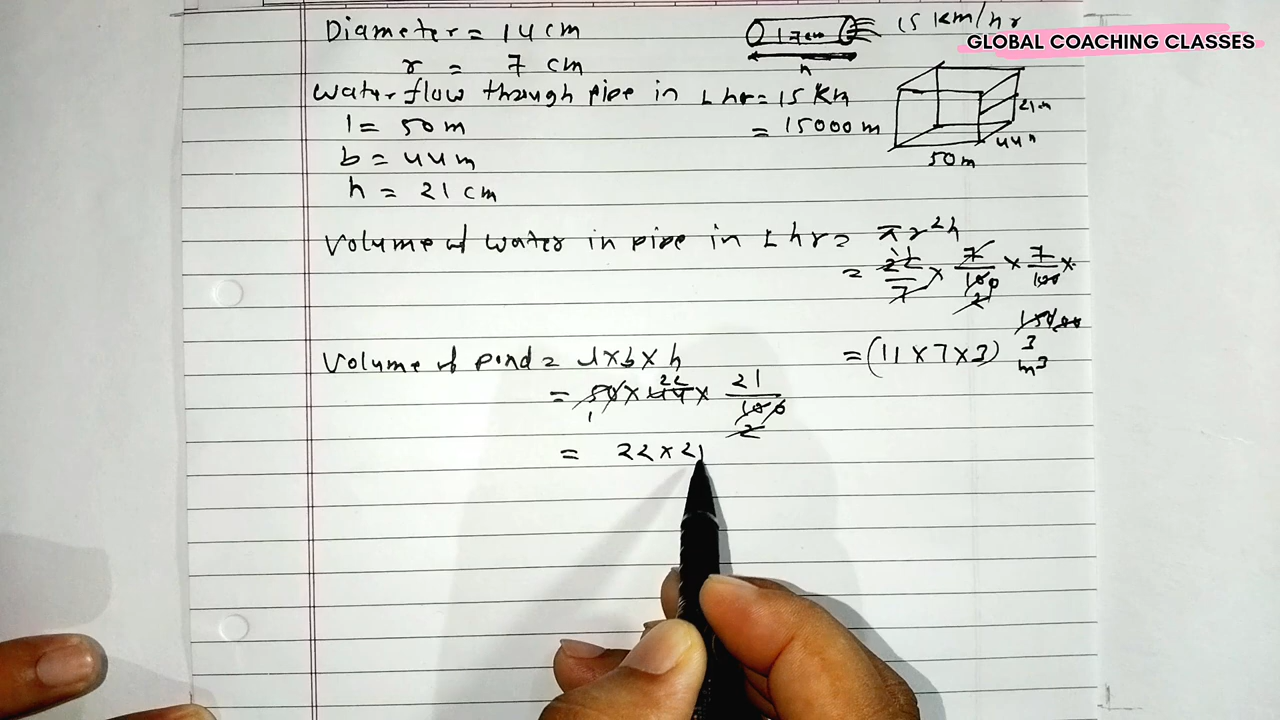 Diameter = 14 cm
15 km/hr
GLOBAL COACHING CLASSES
r = 7 cm
h
Water flow through pipe in 1 hr = 15 Km
= 15000 m
l = 50 m
21 m
44 m
50 m
b = 44 m
h = 21 cm
Volume of water in pipe in 1 hr = πr²h
= 22/7 × 7/100 × 7/100 ×
15000
Volume of pond = l×b×h
= (11 × 7 × 3) m³
= 50 × 44 × 21/100
= 22 × 21